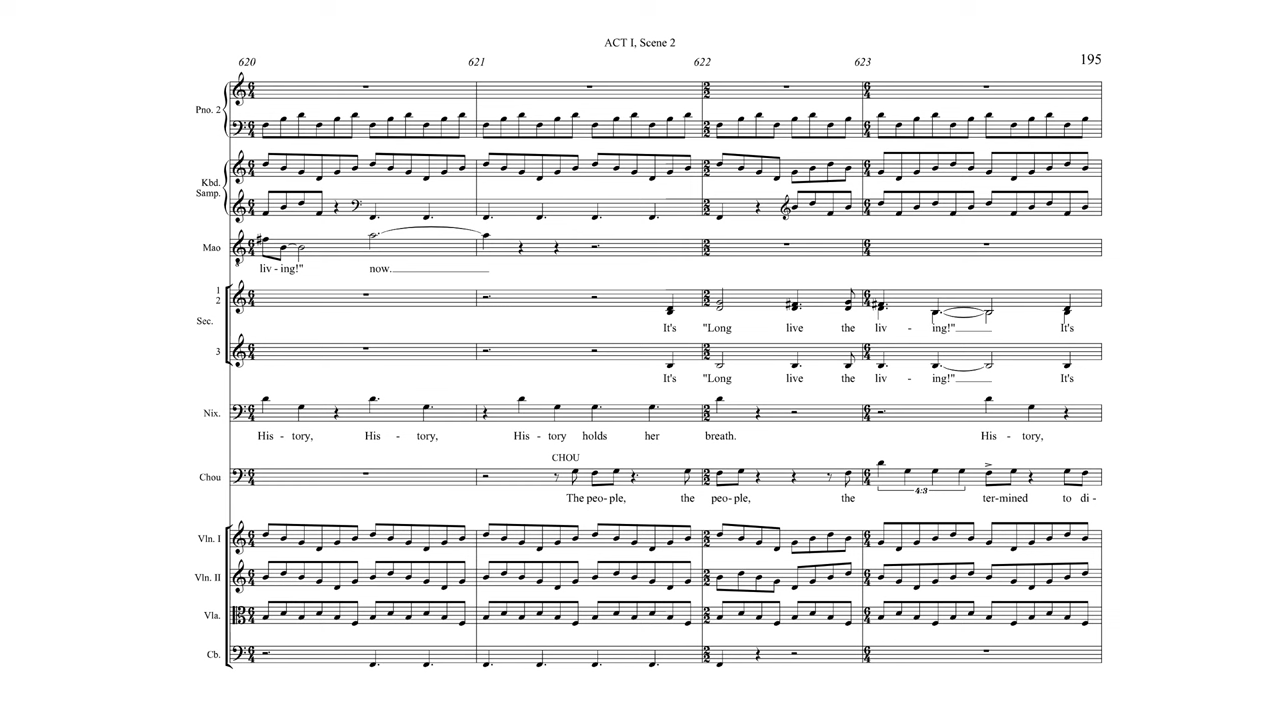 ACT I, Scene 2
195
620 621 622 623
Pno. 2
Kbd.
Samp.
Mao
liv - ing!" now.
1
2
Sec.
It's "Long live the liv - ing!" It's
3
It's "Long live the liv - ing!" It's
Nix.
His - tory, His - tory, His - tory holds her breath. His - tory,
CHOU
Chou
The peo- ple, the peo- ple, the ter-mined to di -
4:3
Vln. I
Vln. II
Vla.
Cb.